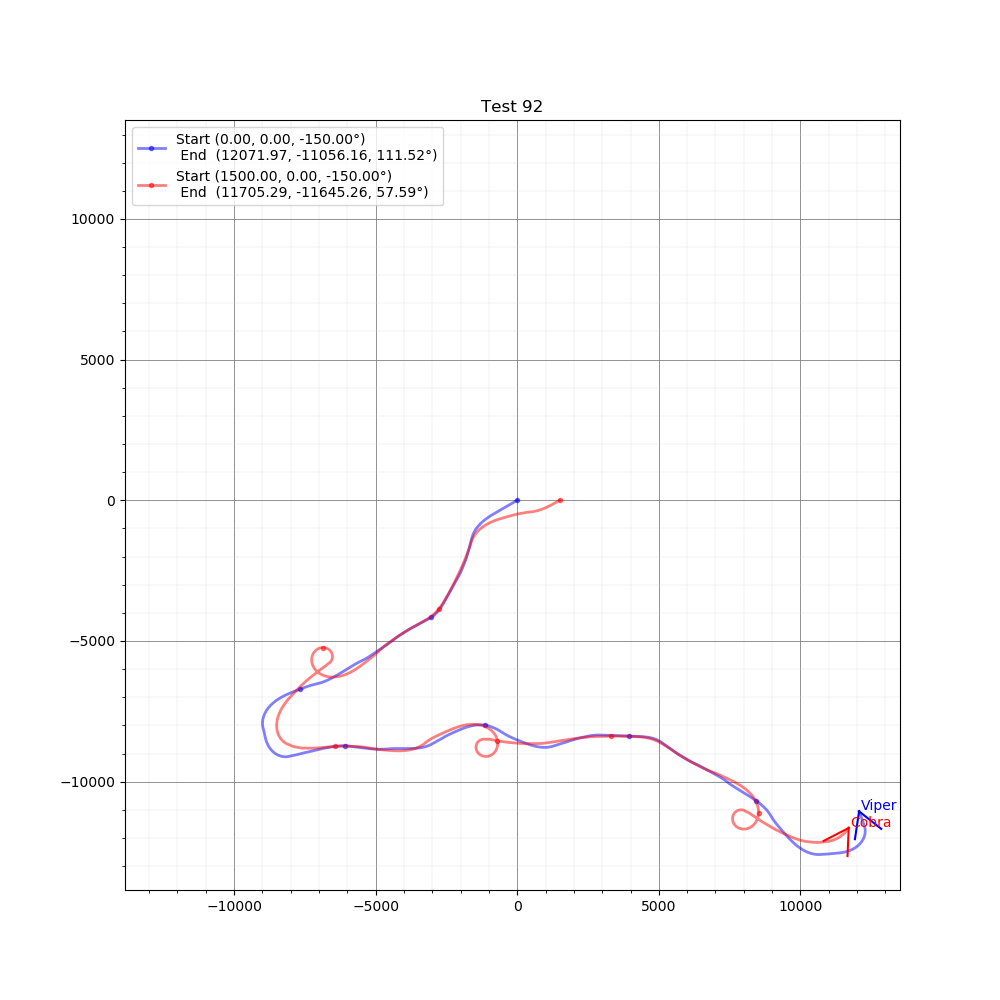 Test 92
Start (0.00, 0.00, -150.00°)
End  (12071.97, -11056.16, 111.52°)
Start (1500.00, 0.00, -150.00°)
End  (11705.29, -11645.26, 57.59°)
10000
5000
0
−5000
−10000
Viper
Cobra
−10000
−5000
0
5000
10000